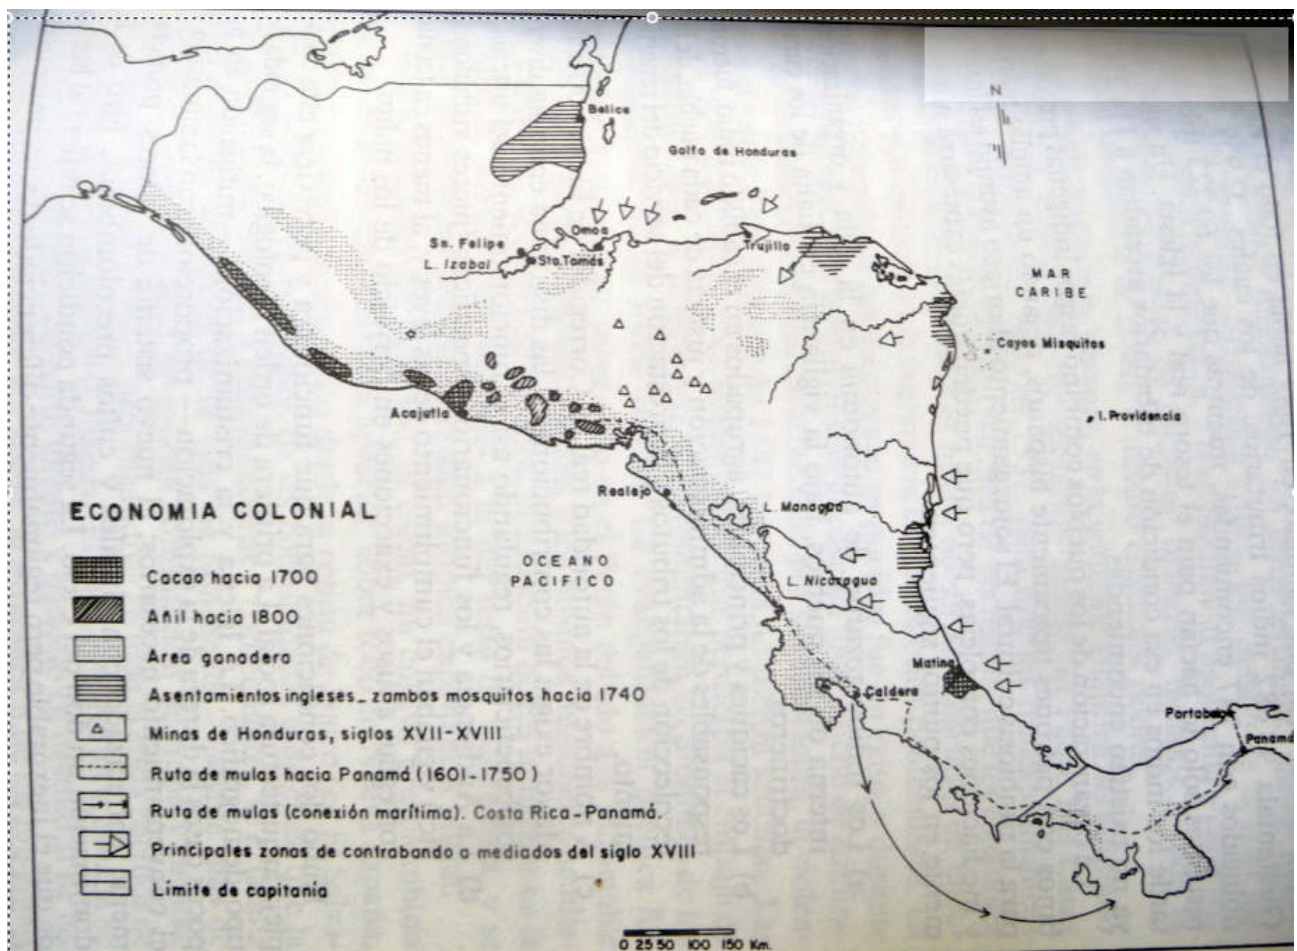 N
Belice
Golfo de Honduras
Omoa
Sn. Felipe
Trujillo
L. Izabal
Sto. Tomás
MAR
CARIBE
Cayos Misquitos
Acajutla
I. Providencia
Realejo
L. Managua
ECONOMIA COLONIAL
OCEANO
PACIFICO
L. Nicaragua
Cacao hacia 1700
Añil hacia 1800
Area ganadera
Matina
Caldera
Asentamientos ingleses_zambos mosquitos hacia 1740
Portobelo
Minas de Honduras, siglos XVII-XVIII
Panamá
Ruta de mulas hacia Panamá (1601-1750)
Ruta de mulas (conexión marítima). Costa Rica-Panamá.
Principales zonas de contrabando a mediados del siglo XVIII
Límite de capitanía
0 25 50 100 150 Km.